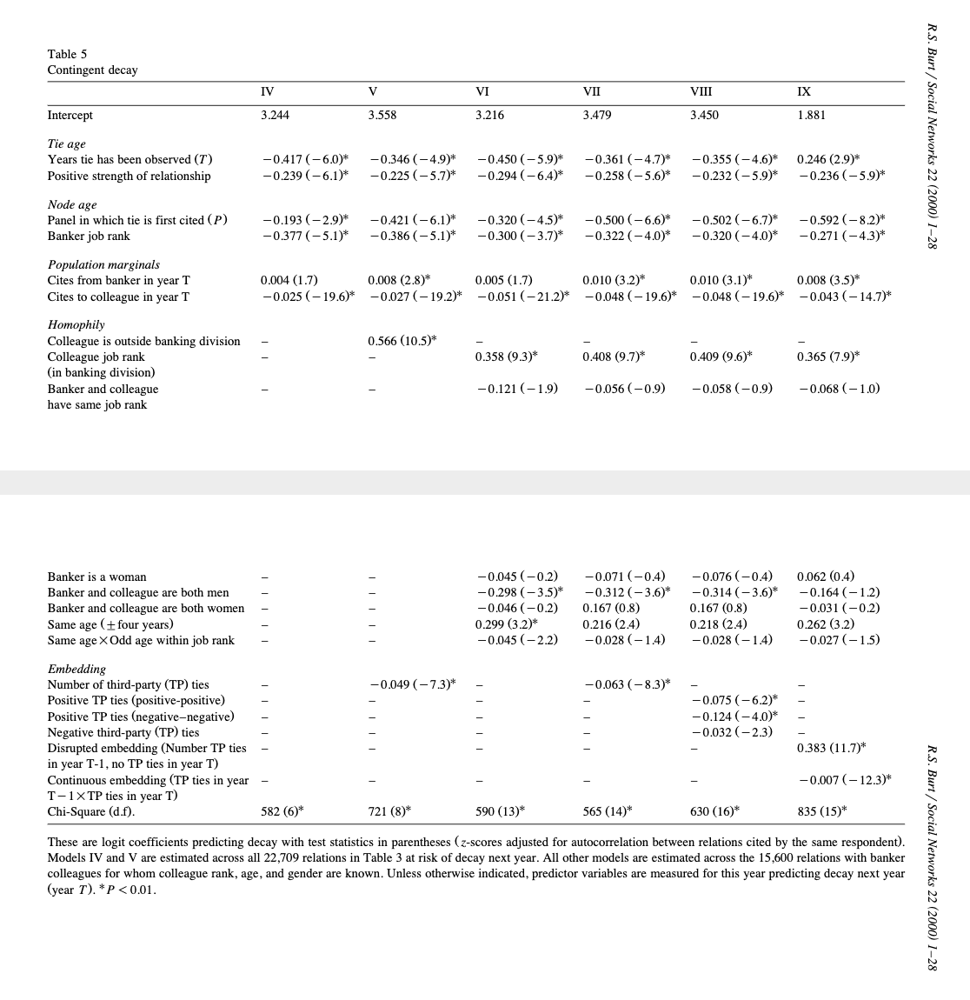 R.S. Burt / Social Networks 22 (2000) 1–28
Table 5
Contingent decay
IV V VI VII VIII IX
Intercept 3.244 3.558 3.216 3.479 3.450 1.881
Tie age
Years tie has been observed (T) −0.417 (−6.0)* −0.346 (−4.9)* −0.450 (−5.9)* −0.361 (−4.7)* −0.355 (−4.6)* 0.246 (2.9)*
Positive strength of relationship −0.239 (−6.1)* −0.225 (−5.7)* −0.294 (−6.4)* −0.258 (−5.6)* −0.232 (−5.9)* −0.236 (−5.9)*
Node age
Panel in which tie is first cited (P) −0.193 (−2.9)* −0.421 (−6.1)* −0.320 (−4.5)* −0.500 (−6.6)* −0.502 (−6.7)* −0.592 (−8.2)*
Banker job rank −0.377 (−5.1)* −0.386 (−5.1)* −0.300 (−3.7)* −0.322 (−4.0)* −0.320 (−4.0)* −0.271 (−4.3)*
Population marginals
Cites from banker in year T 0.004 (1.7) 0.008 (2.8)* 0.005 (1.7) 0.010 (3.2)* 0.010 (3.1)* 0.008 (3.5)*
Cites to colleague in year T −0.025 (−19.6)* −0.027 (−19.2)* −0.051 (−21.2)* −0.048 (−19.6)* −0.048 (−19.6)* −0.043 (−14.7)*
Homophily
Colleague is outside banking division – 0.566 (10.5)* – – – –
Colleague job rank – – 0.358 (9.3)* 0.408 (9.7)* 0.409 (9.6)* 0.365 (7.9)*
(in banking division)
Banker and colleague – – −0.121 (−1.9) −0.056 (−0.9) −0.058 (−0.9) −0.068 (−1.0)
have same job rank
Banker is a woman – – −0.045 (−0.2) −0.071 (−0.4) −0.076 (−0.4) 0.062 (0.4)
Banker and colleague are both men – – −0.298 (−3.5)* −0.312 (−3.6)* −0.314 (−3.6)* −0.164 (−1.2)
Banker and colleague are both women – – −0.046 (−0.2) 0.167 (0.8) 0.167 (0.8) −0.031 (−0.2)
Same age (±four years) – – 0.299 (3.2)* 0.216 (2.4) 0.218 (2.4) 0.262 (3.2)
Same age×Odd age within job rank – – −0.045 (−2.2) −0.028 (−1.4) −0.028 (−1.4) −0.027 (−1.5)
Embedding
Number of third-party (TP) ties – −0.049 (−7.3)* – −0.063 (−8.3)* – –
Positive TP ties (positive-positive) – – – – −0.075 (−6.2)* –
Positive TP ties (negative–negative) – – – – −0.124 (−4.0)* –
Negative third-party (TP) ties – – – – −0.032 (−2.3) –
Disrupted embedding (Number TP ties – – – – – 0.383 (11.7)*
in year T-1, no TP ties in year T)
Continuous embedding (TP ties in year – – – – – −0.007 (−12.3)*
T−1×TP ties in year T)
Chi-Square (d.f). 582 (6)* 721 (8)* 590 (13)* 565 (14)* 630 (16)* 835 (15)*
These are logit coefficients predicting decay with test statistics in parentheses (z-scores adjusted for autocorrelation between relations cited by the same respondent).
Models IV and V are estimated across all 22,709 relations in Table 3 at risk of decay next year. All other models are estimated across the 15,600 relations with banker
colleagues for whom colleague rank, age, and gender are known. Unless otherwise indicated, predictor variables are measured for this year predicting decay next year
(year T). *P < 0.01.
R.S. Burt / Social Networks 22 (2000) 1–28